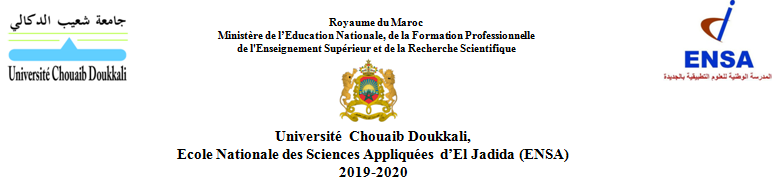 جامعة شعيب الدكالي
Université Chouaib Doukkali
Royaume du Maroc
Ministère de l'Education Nationale, de la Formation Professionnelle
de l'Enseignement Supérieur et de la Recherche Scientifique
ENSA
المدرسة الوطنية للعلوم التطبيقية بالجديدة
Université Chouaib Doukkali,
Ecole Nationale des Sciences Appliquées d'El Jadida (ENSA)
2019-2020